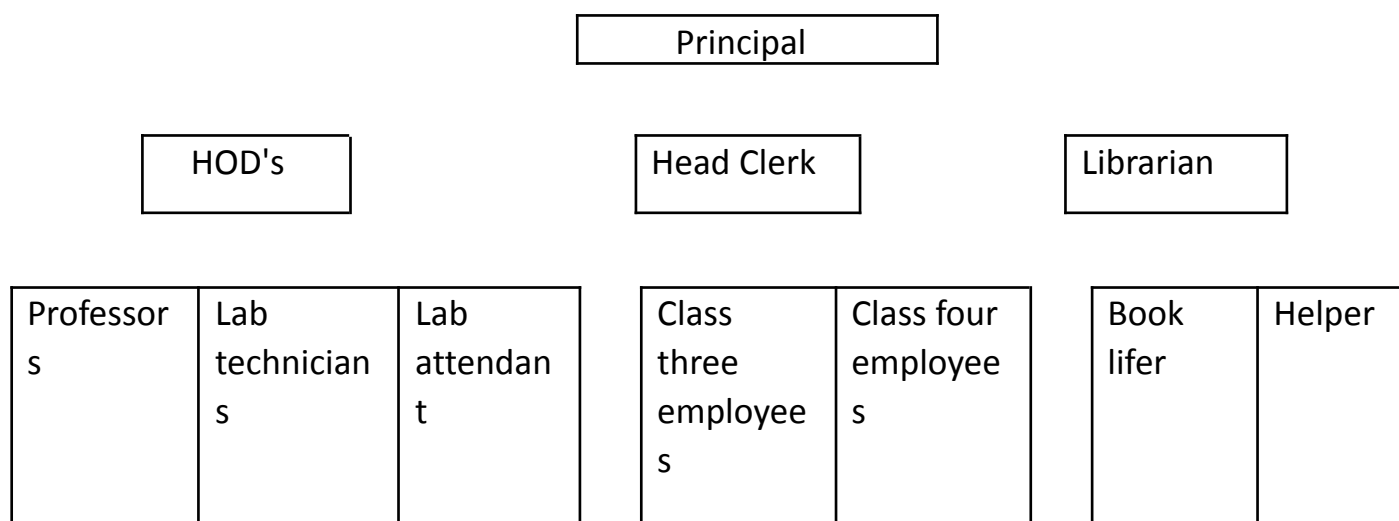 Principal
HOD's
Head Clerk
Librarian
Professor
s
Lab
technician
s
Lab
attendan
t
Class
three
employee
s
Class four
employee
s
Book
lifer
Helper